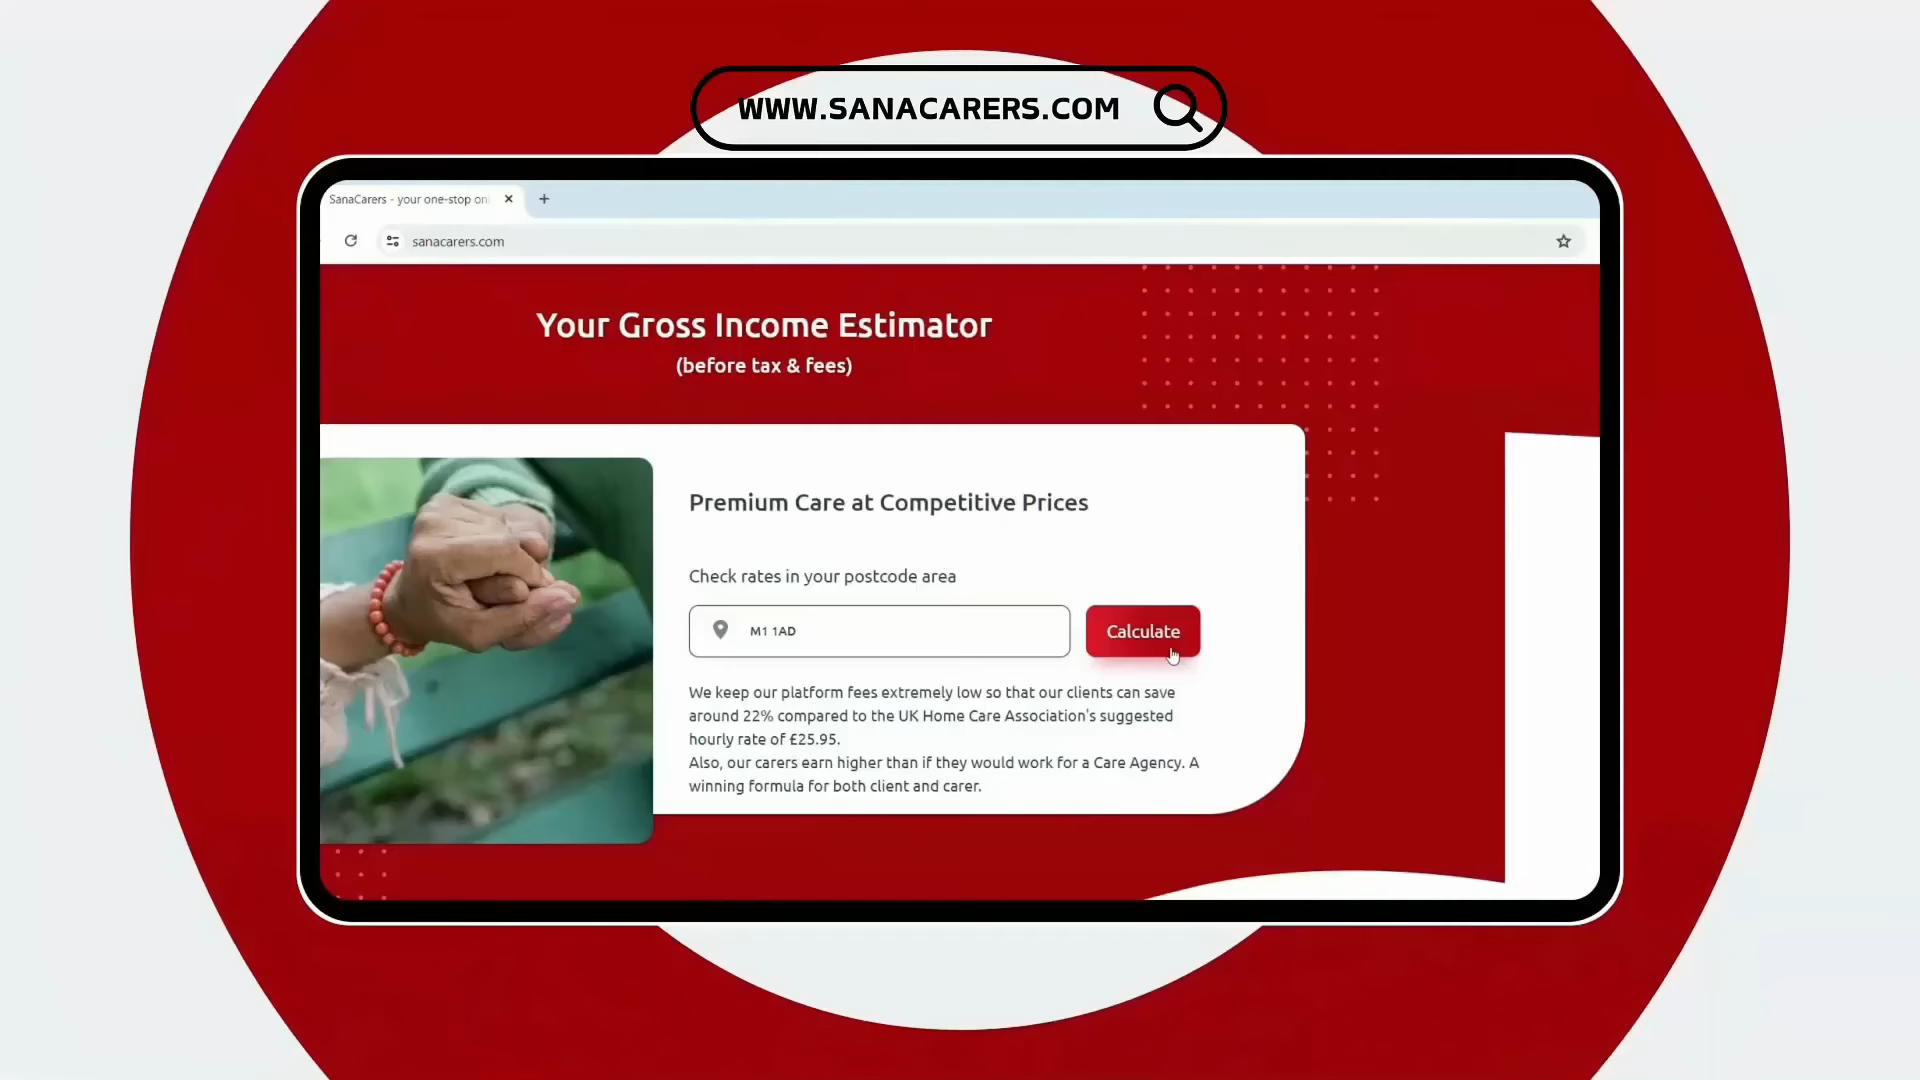 WWW.SANACARERS.COM
SanaCarers - your one-stop on
sanacarers.com
Your Gross Income Estimator
(before tax & fees)
Premium Care at Competitive Prices
Check rates in your postcode area
M1 1AD
Calculate
We keep our platform fees extremely low so that our clients can save
around 22% compared to the UK Home Care Association's suggested
hourly rate of £25.95.
Also, our carers earn higher than if they would work for a Care Agency. A
winning formula for both client and carer.